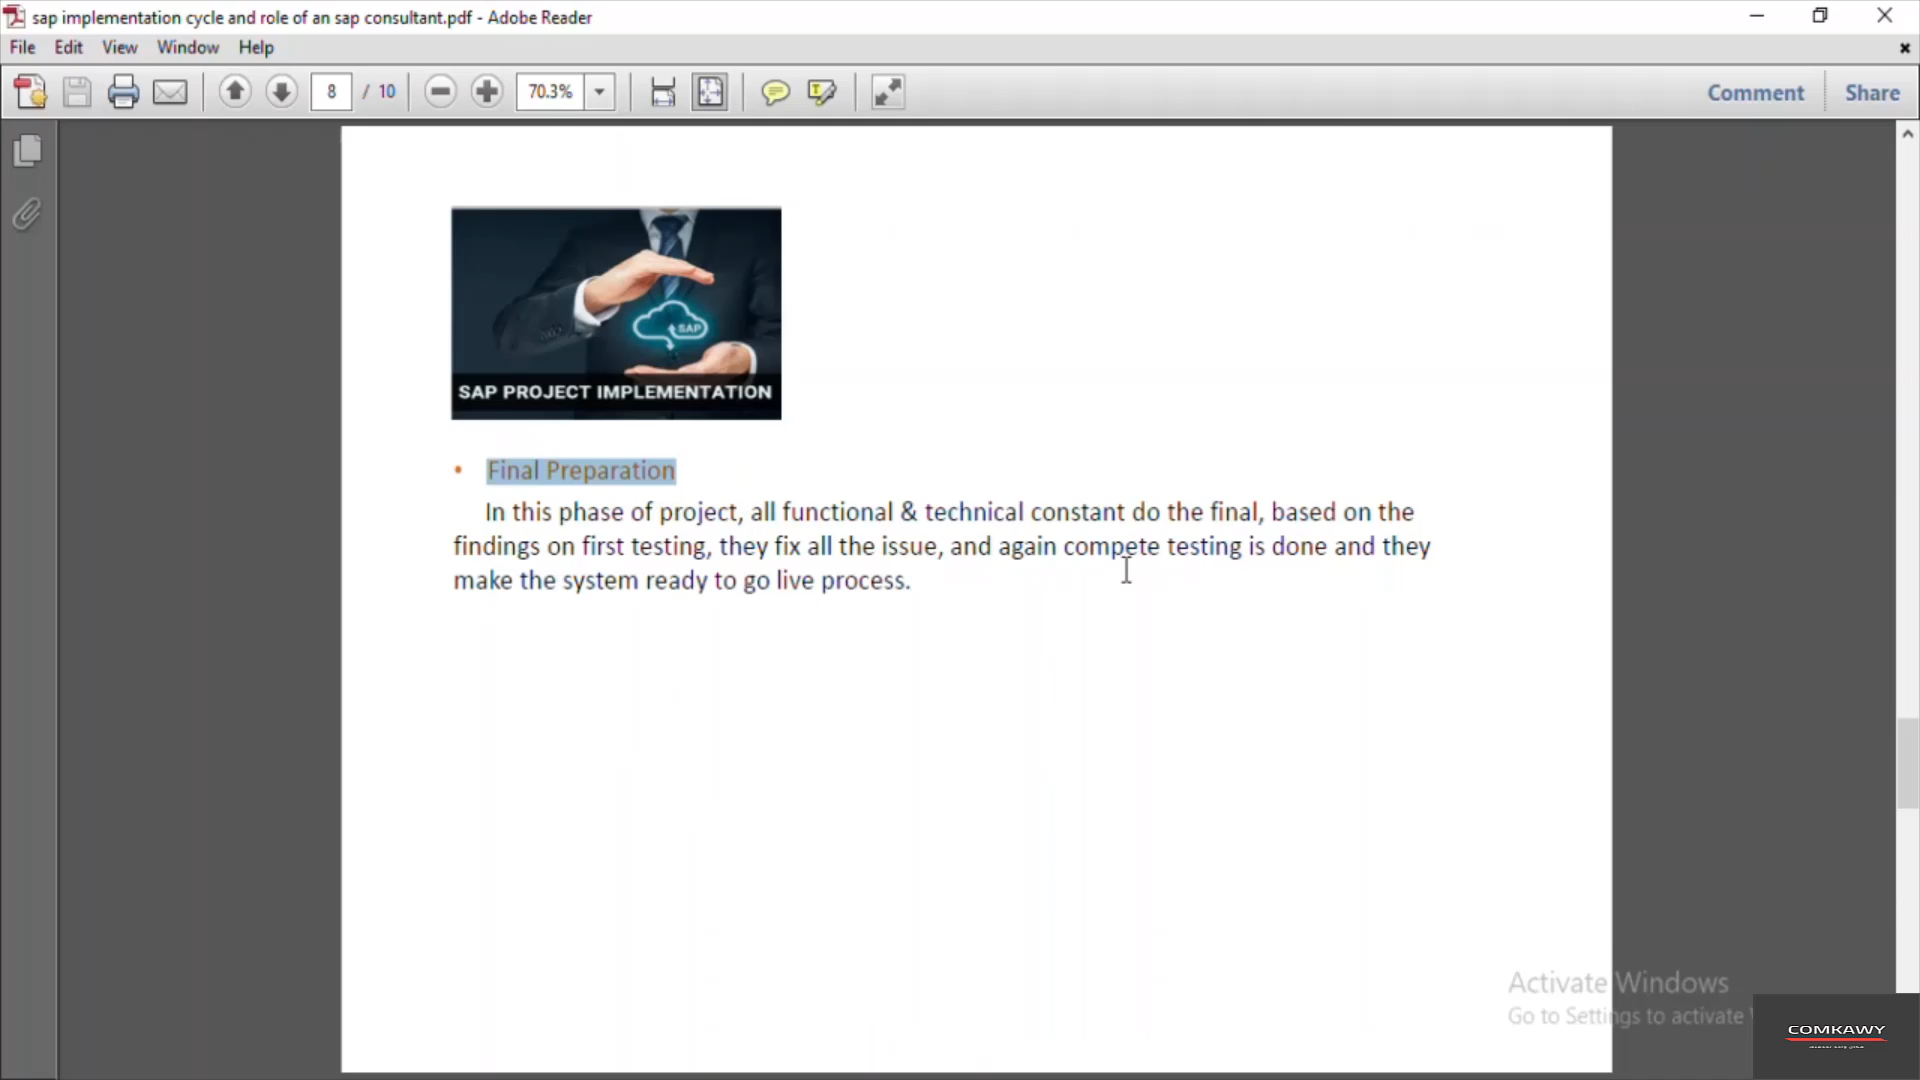 sap implementation cycle and role of an sap consultant.pdf - Adobe Reader
File Edit View Window Help
8 / 10 70.3% Comment Share
SAP
SAP PROJECT IMPLEMENTATION
• Final Preparation
In this phase of project, all functional & technical constant do the final, based on the
findings on first testing, they fix all the issue, and again compete testing is done and they
make the system ready to go live process.
Activate Windows
Go to Settings to activate
COMKAWY